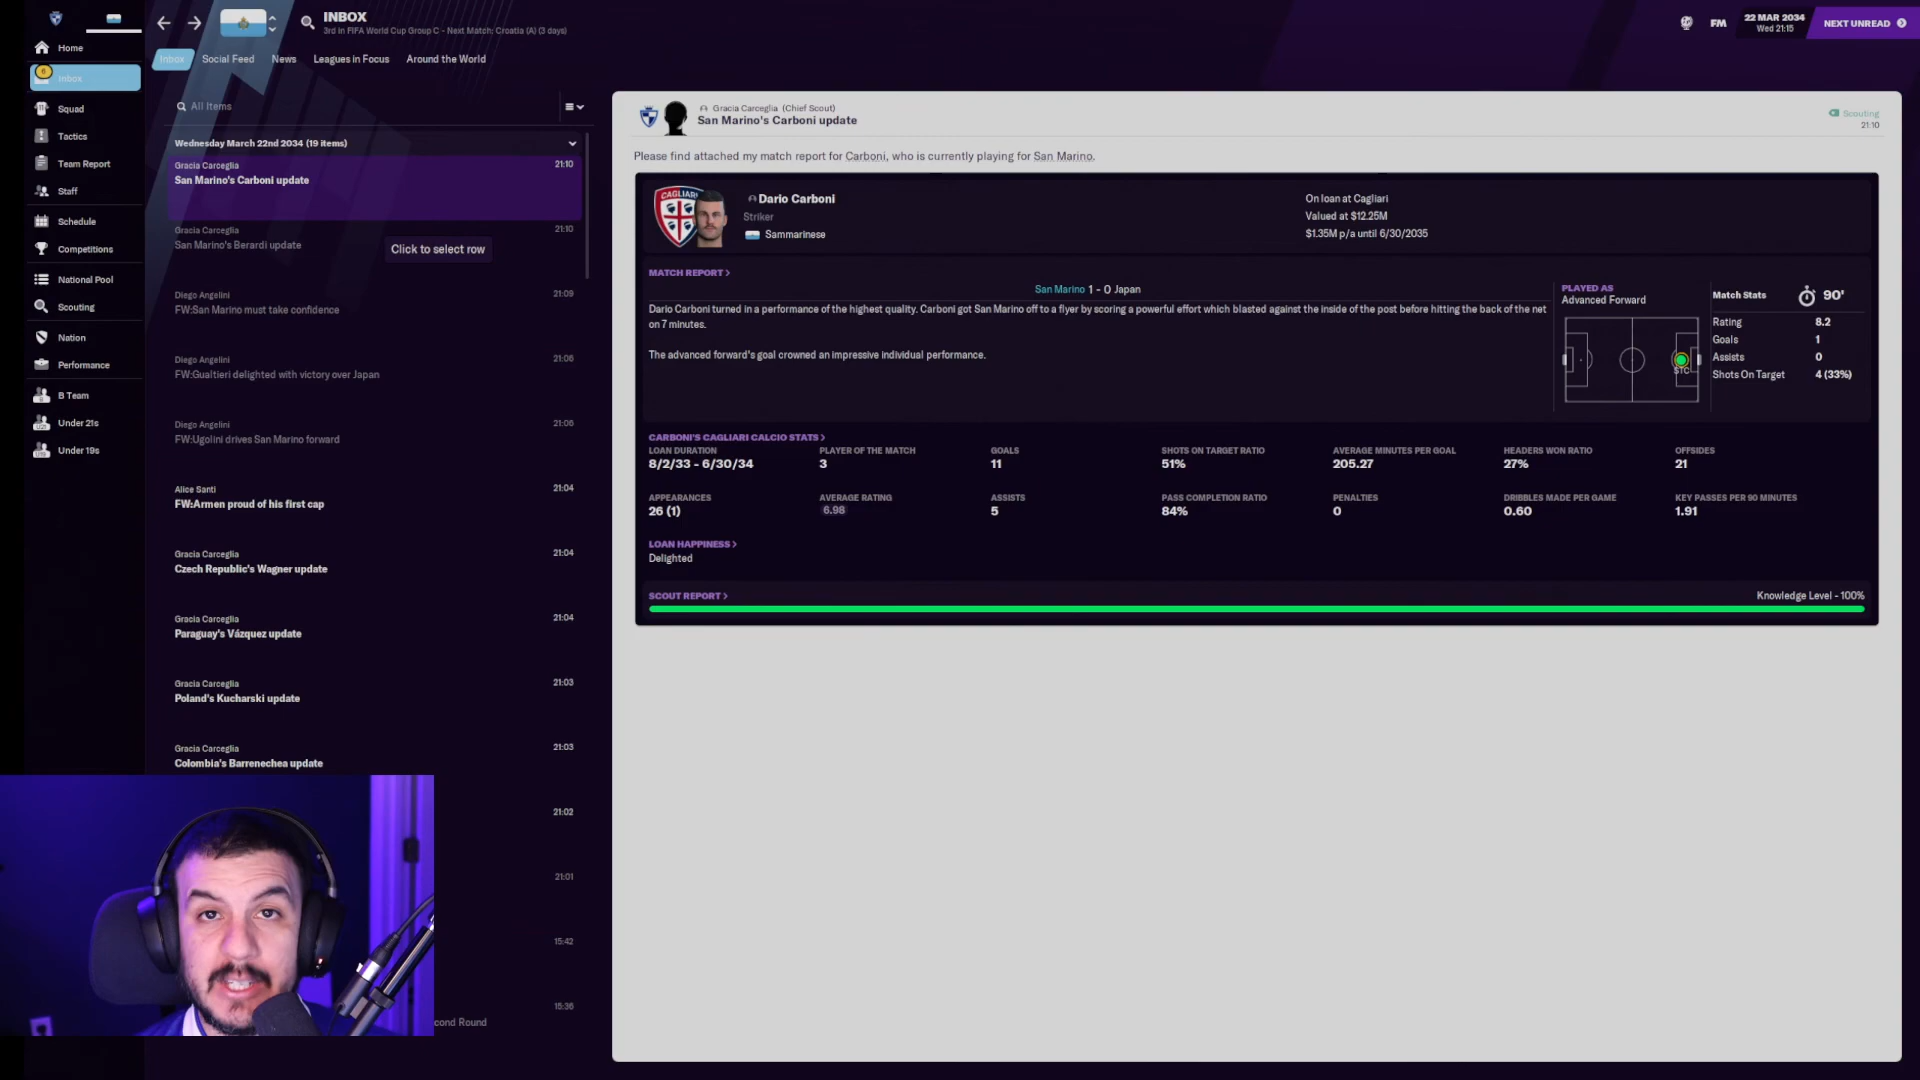 INBOX
3rd in FIFA World Cup Group C - Next Match: Croatia (A) (3 days)
FM
22 MAR 2034
Wed 21:15
NEXT UNREAD
Home
Inbox
Squad
Tactics
Team Report
Staff
Schedule
Competitions
National Pool
Scouting
Nation
Performance
B Team
Under 21s
Under 19s
Inbox
Social Feed
News
Leagues in Focus
Around the World
All Items
Wednesday March 22nd 2034 (19 items)
Gracia Carceglia
21:10
San Marino's Carboni update
Gracia Carceglia
21:10
San Marino's Berardi update
Click to select row
Diego Angelini
21:09
FW:San Marino must take confidence
Diego Angelini
21:06
FW:Gualtieri delighted with victory over Japan
Diego Angelini
21:06
FW:Ugolini drives San Marino forward
Alice Santi
21:04
FW:Armen proud of his first cap
Gracia Carceglia
21:04
Czech Republic's Wagner update
Gracia Carceglia
21:04
Paraguay's Vázquez update
Gracia Carceglia
21:03
Poland's Kucharski update
Gracia Carceglia
21:03
Colombia's Barrenechea update
21:02
21:01
15:42
15:36
cond Round
Gracia Carceglia (Chief Scout)
San Marino's Carboni update
Scouting
21:10
Please find attached my match report for Carboni, who is currently playing for San Marino.
CAGLIARI
Dario Carboni
Striker
Sammarinese
On loan at Cagliari
Valued at $12.25M
$1.35M p/a until 6/30/2035
MATCH REPORT >
San Marino 1 - 0 Japan
Dario Carboni turned in a performance of the highest quality. Carboni got San Marino off to a flyer by scoring a powerful effort which blasted against the inside of the post before hitting the back of the net
on 7 minutes.
The advanced forward's goal crowned an impressive individual performance.
PLAYED AS
Advanced Forward
STC
Match Stats
90'
Rating 8.2
Goals 1
Assists 0
Shots On Target 4 (33%)
CARBONI'S CAGLIARI CALCIO STATS >
LOAN DURATION
8/2/33 - 6/30/34
PLAYER OF THE MATCH
3
GOALS
11
SHOTS ON TARGET RATIO
51%
AVERAGE MINUTES PER GOAL
205.27
HEADERS WON RATIO
27%
OFFSIDES
21
APPEARANCES
26 (1)
AVERAGE RATING
6.98
ASSISTS
5
PASS COMPLETION RATIO
84%
PENALTIES
0
DRIBBLES MADE PER GAME
0.60
KEY PASSES PER 90 MINUTES
1.91
LOAN HAPPINESS >
Delighted
SCOUT REPORT >
Knowledge Level - 100%